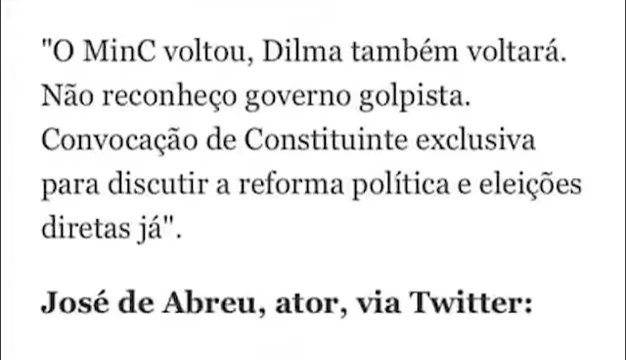 "O MinC voltou, Dilma também voltará.
Não reconheço governo golpista.
Convocação de Constituinte exclusiva
para discutir a reforma política e eleições
diretas já".
José de Abreu, ator, via Twitter: